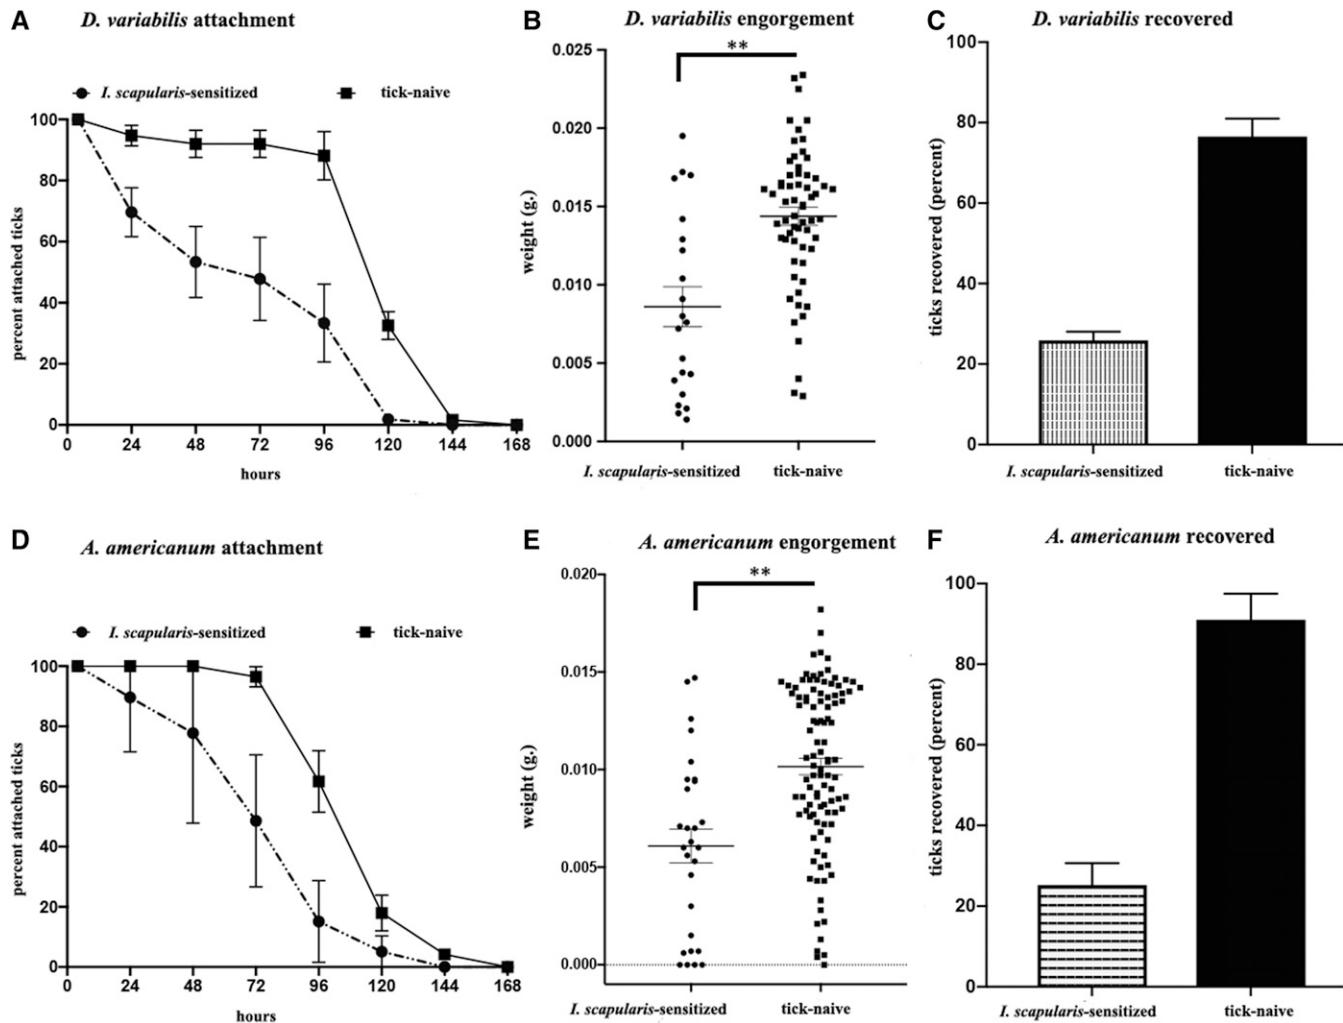 A D. variabilis attachment
I. scapularis-sensitized tick-naive
100
80
60
40
20
0
percent attached ticks
0 24 48 72 96 120 144 168
hours
B D. variabilis engorgement
**
0.025
0.020
0.015
0.010
0.005
0.000
weight (g.)
I. scapularis-sensitized tick-naive
C D. variabilis recovered
100
80
60
40
20
0
ticks recovered (percent)
I. scapularis-sensitized tick-naive
D A. americanum attachment
I. scapularis-sensitized tick-naive
100
80
60
40
20
0
percent attached ticks
0 24 48 72 96 120 144 168
hours
E A. americanum engorgement
**
0.020
0.015
0.010
0.005
0.000
weight (g.)
I. scapularis-sensitized tick-naive
F A. americanum recovered
100
80
60
40
20
0
ticks recovered (percent)
I. scapularis-sensitized tick-naive